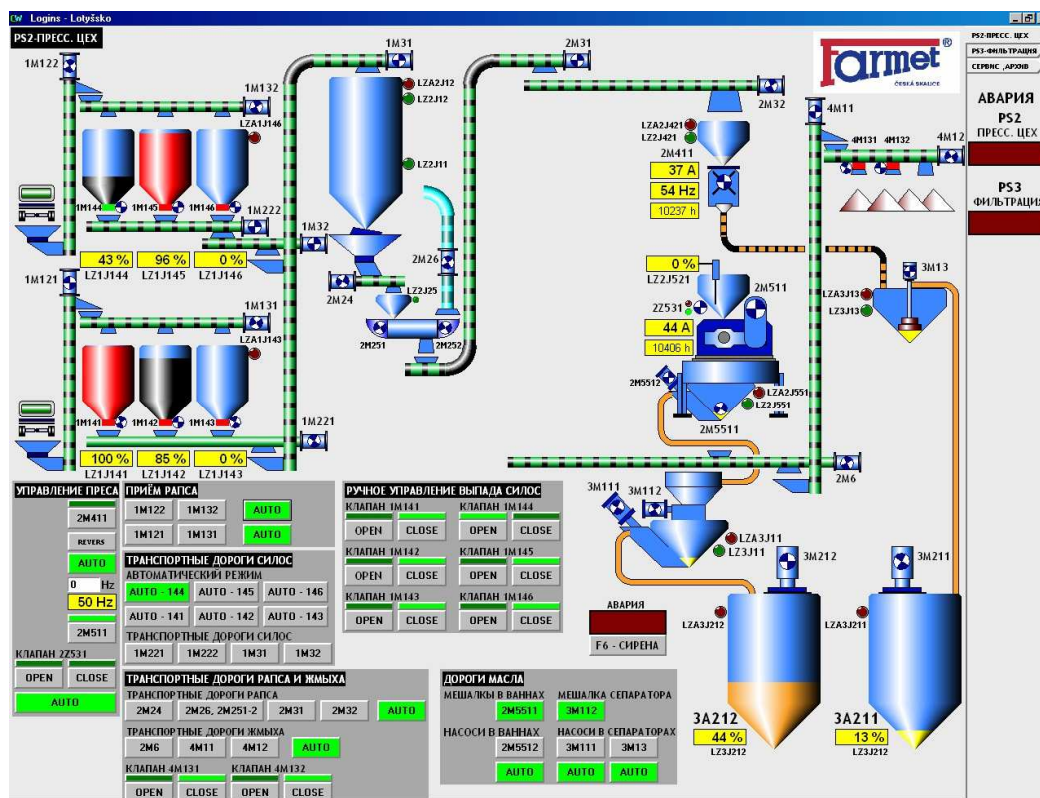 CW Logins - Lotyšsko
PS2-ПРЕСС. ЦЕХ
1M122
1M132
LZA1J146
1M144
1M145
1M146
1M222
43 %
96 %
0 %
LZ1J144
LZ1J145
LZ1J146
1M121
1M131
LZA1J143
1M141
1M142
1M143
1M221
100 %
85 %
0 %
LZ1J141
LZ1J142
LZ1J143
1M31
LZA2J12
LZ2J12
LZ2J11
1M32
2M24
LZ2J25
2M26
2M251
2M252
2M31
2M32
LZA2J421
LZ2J421
2M411
37 A
54 Hz
10237 h
0 %
LZ2J521
2M511
2Z531
44 A
10406 h
2M5512
LZA2J551
LZ2J551
2M5511
Farmet ®
ČESKÁ SKALICE
4M11
4M131
4M132
4M12
3M13
LZA3J13
LZ3J13
2M6
3M111
3M112
LZA3J11
LZ3J11
3M212
3M211
LZA3J212
LZA3J211
3A212
44 %
LZ3J212
3A211
13 %
LZ3J212
PS2-ПРЕСС. ЦЕХ
PS3-ФИЛЬТРАЦИЯ
СЕРВИС ,АРХИВ
АВАРИЯ
PS2
ПРЕСС. ЦЕХ
PS3
ФИЛЬТРАЦИЯ
УПРАВЛЕНИЕ ПРЕСА
2M411
REVERS
AUTO
0 Hz
50 Hz
2M511
КЛАПАН 2Z531
OPEN CLOSE
AUTO
ПРИЁМ РАПСА
1M122 1M132 AUTO
1M121 1M131 AUTO
ТРАНСПОРТНЫЕ ДОРОГИ СИЛОС
АВТОМАТИЧЕСКИЙ РЕЖИМ
AUTO - 144 AUTO - 145 AUTO - 146
AUTO - 141 AUTO - 142 AUTO - 143
ТРАНСПОРТНЫЕ ДОРОГИ СИЛОС
1M221 1M222 1M31 1M32
ТРАНСПОРТНЫЕ ДОРОГИ РАПСА И ЖМЫХА
ТРАНСПОРТНЫЕ ДОРОГИ РАПСА
2M24 2M26, 2M251-2 2M31 2M32 AUTO
ТРАНСПОРТНЫЕ ДОРОГИ ЖМЫХА
2M6 4M11 4M12 AUTO
КЛАПАН 4M131 КЛАПАН 4M132
OPEN CLOSE OPEN CLOSE
РУЧНОЕ УПРАВЛЕНИЕ ВЫПАДА СИЛОС
КЛАПАН 1M141 КЛАПАН 1M144
OPEN CLOSE OPEN CLOSE
КЛАПАН 1M142 КЛАПАН 1M145
OPEN CLOSE OPEN CLOSE
КЛАПАН 1M143 КЛАПАН 1M146
OPEN CLOSE OPEN CLOSE
АВАРИЯ
F6 - СИРЕНА
ДОРОГИ МАСЛА
МЕШАЛКЫ В ВАННАХ МЕШАЛКА СЕПАРАТОРА
2M5511 3M112
НАСОСИ В ВАННАХ НАСОСИ В СЕПАРАТОРАХ
2M5512 3M111 3M13
AUTO AUTO AUTO